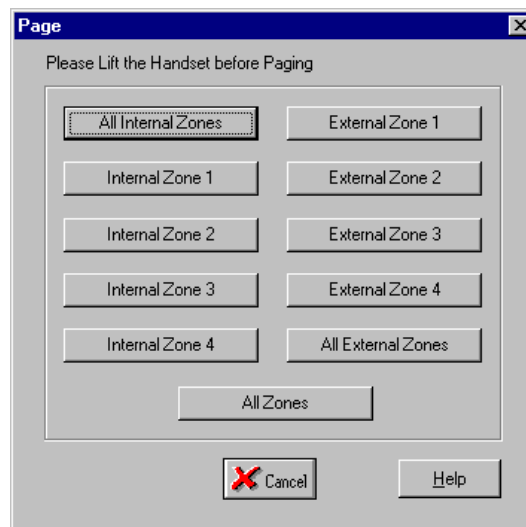 Page
Please Lift the Handset before Paging
All Internal Zones
External Zone 1
Internal Zone 1
External Zone 2
Internal Zone 2
External Zone 3
Internal Zone 3
External Zone 4
Internal Zone 4
All External Zones
All Zones
Cancel
Help